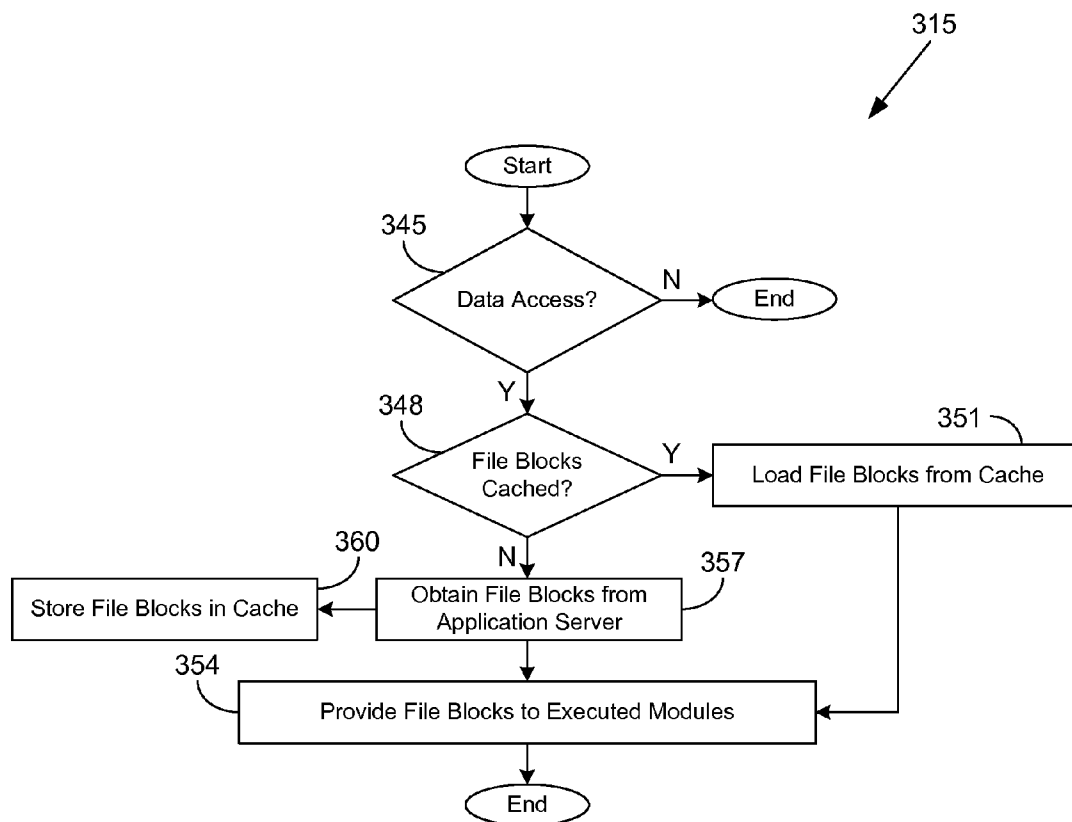 315
Start
345
Data Access?
N
End
Y
348
File Blocks
Cached?
Y
351
Load File Blocks from Cache
N
360
Store File Blocks in Cache
357
Obtain File Blocks from
Application Server
354
Provide File Blocks to Executed Modules
End